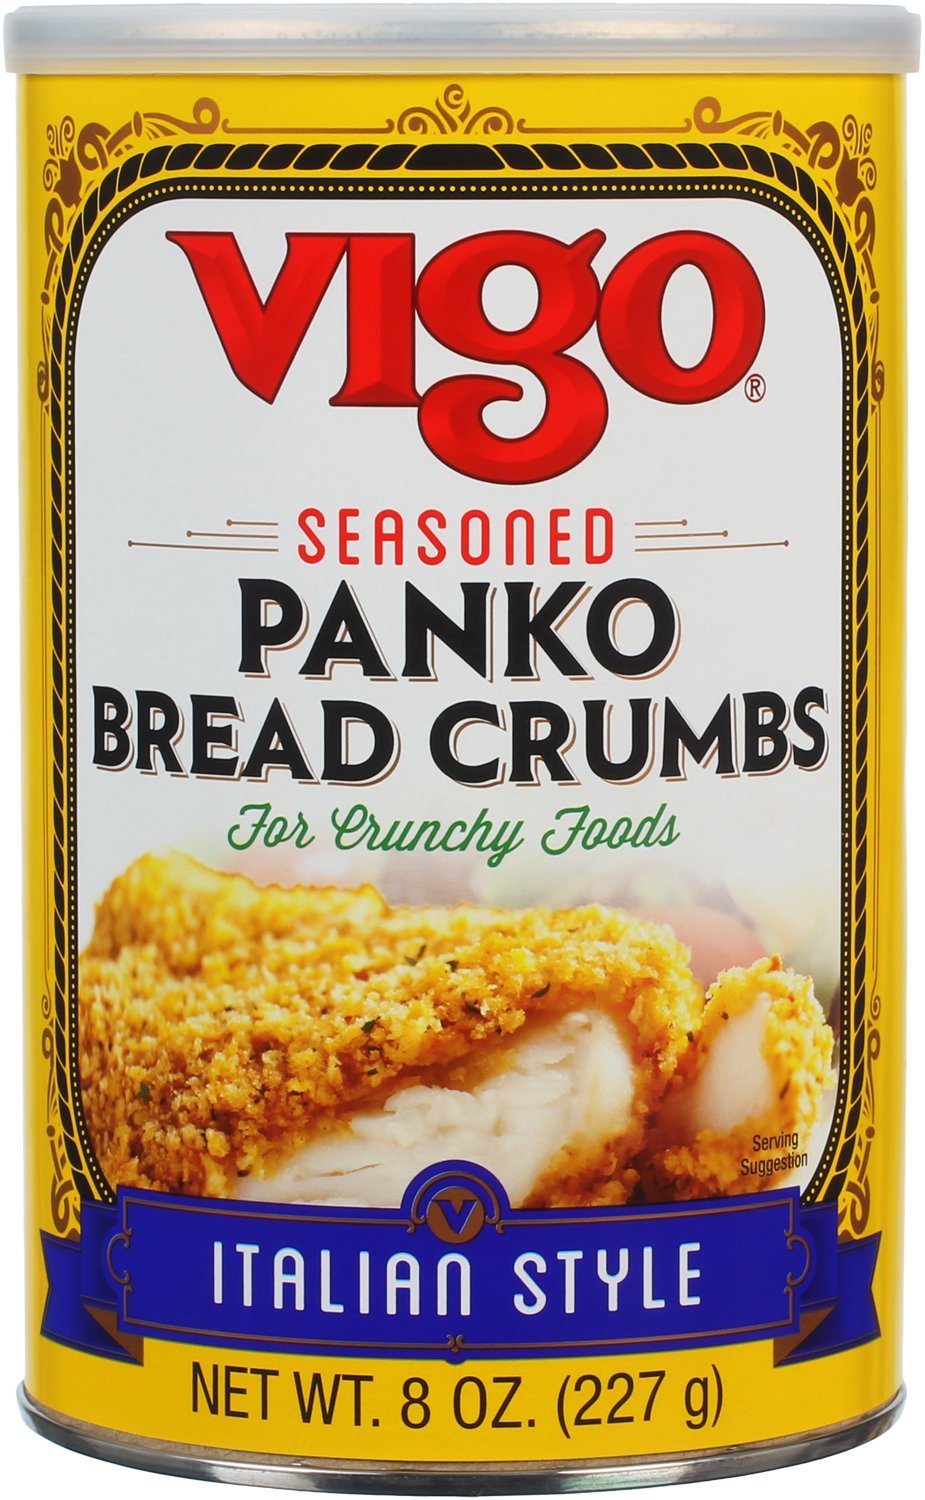 VIGO®
SEASONED
PANKO
BREAD CRUMBS
For Crunchy Foods
Serving
Suggestion
V
ITALIAN STYLE
NET WT. 8 OZ. (227 g)